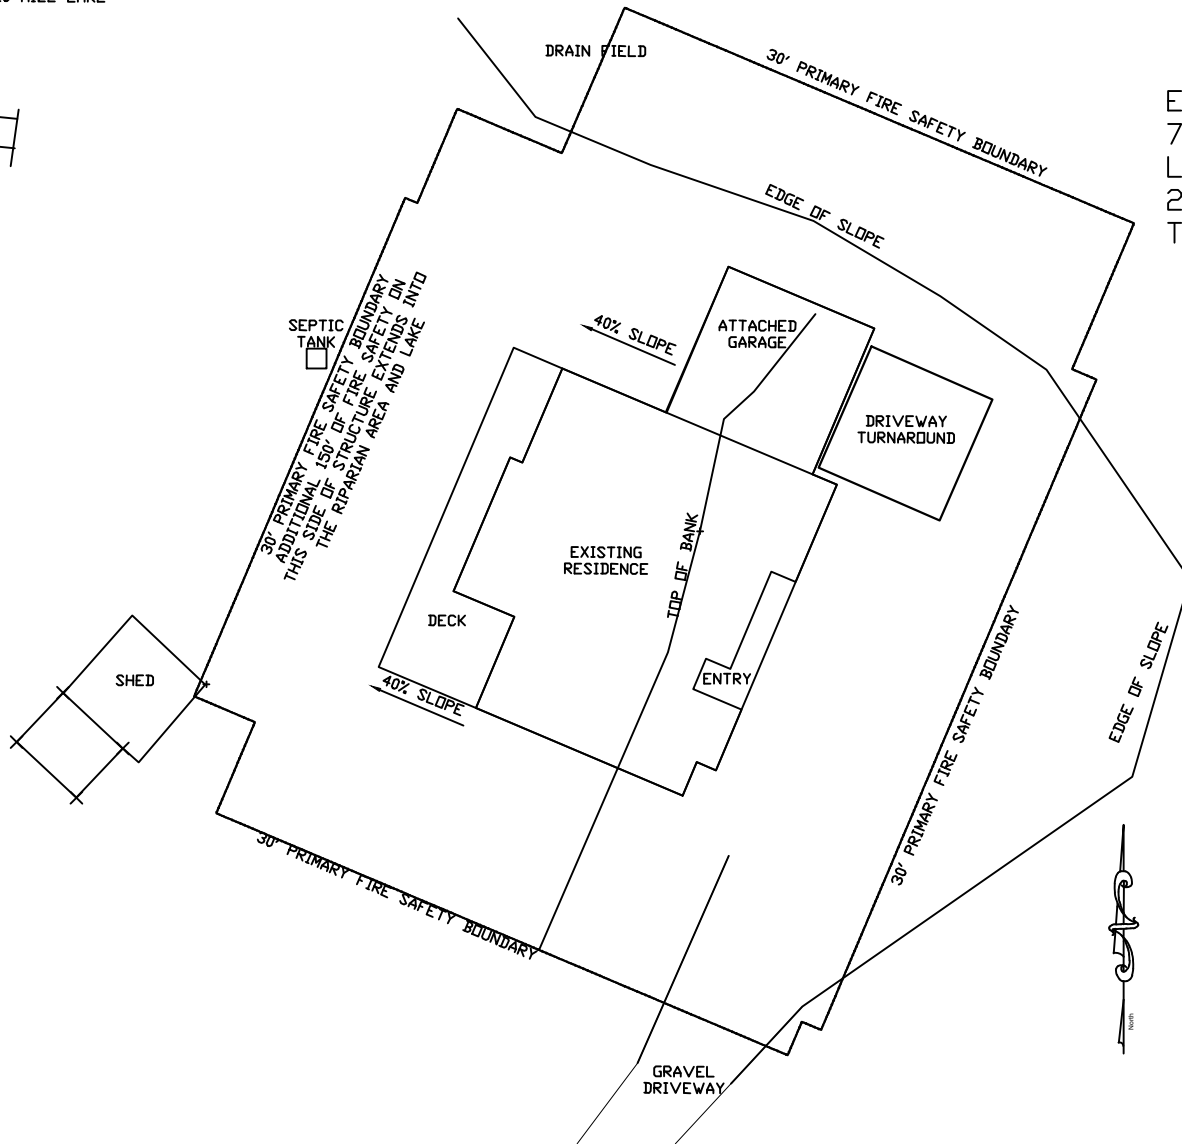 DRAIN FIELD
30' PRIMARY FIRE SAFETY BOUNDARY
E
7
L
2
T
EDGE OF SLOPE
SEPTIC
TANK
40% SLOPE
ATTACHED
GARAGE
30' PRIMARY FIRE SAFETY BOUNDARY
ADDITIONAL 150' OF FIRE SAFETY ON
THIS SIDE OF STRUCTURE EXTENDS INTO
THE RIPARIAN AREA AND LAKE
DRIVEWAY
TURNAROUND
EXISTING
RESIDENCE
TOP OF BANK
DECK
ENTRY
SHED
40% SLOPE
30' PRIMARY FIRE SAFETY BOUNDARY
EDGE OF SLOPE
30' PRIMARY FIRE SAFETY BOUNDARY
North
GRAVEL
DRIVEWAY